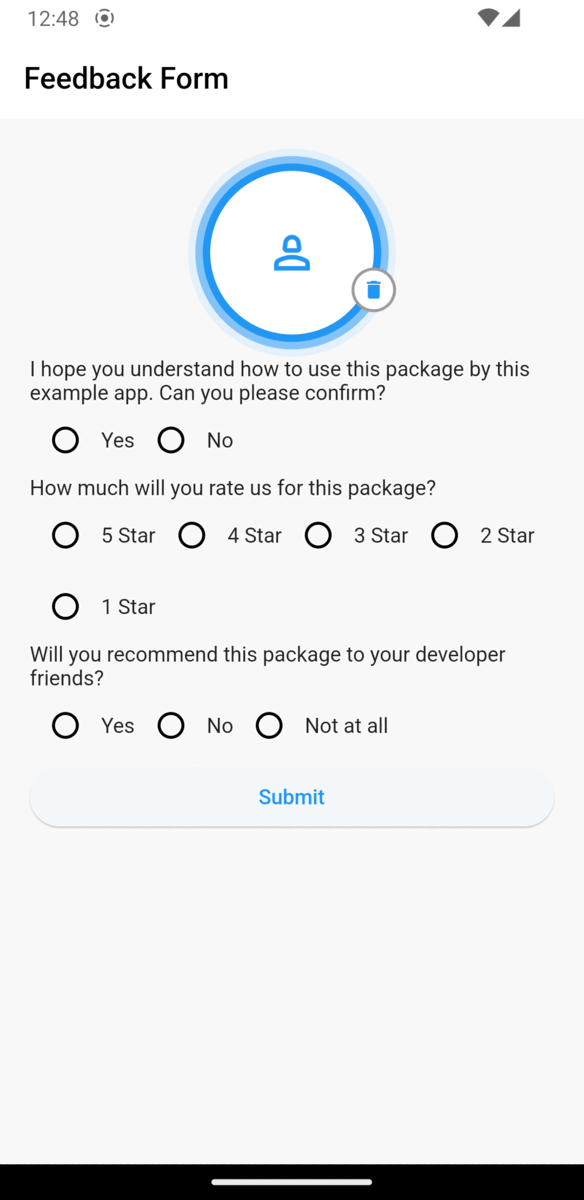 12:48
Feedback Form
I hope you understand how to use this package by this
example app. Can you please confirm?
Yes No
How much will you rate us for this package?
5 Star 4 Star 3 Star 2 Star
1 Star
Will you recommend this package to your developer
friends?
Yes No Not at all
Submit